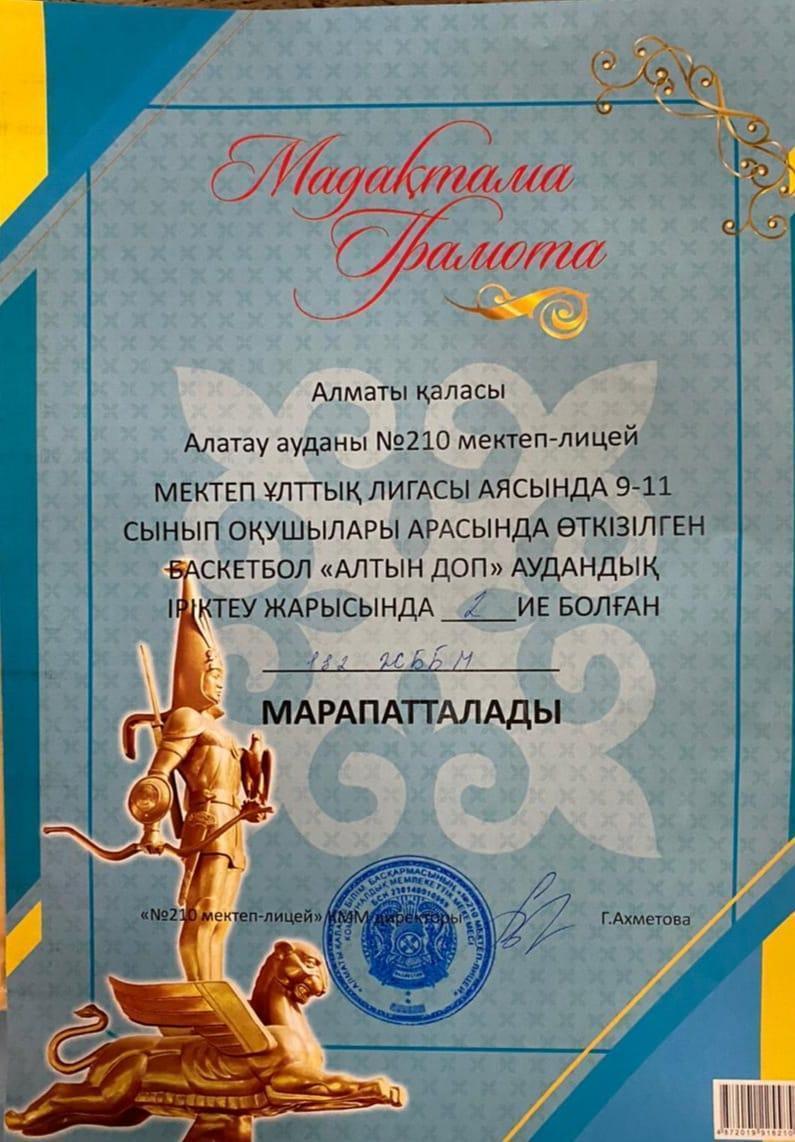 Мадақтама
Грамота
Алматы қаласы
Алатау ауданы №210 мектеп-лицей
МЕКТЕП ҰЛТТЫҚ ЛИГАСЫ АЯСЫНДА 9-11
СЫНЫП ОҚУШЫЛАРЫ АРАСЫНДА ӨТКІЗІЛГЕН
БАСКЕТБОЛ «АЛТЫН ДОП» АУДАНДЫҚ
ІРІКТЕУ ЖАРЫСЫНДА 2 ИЕ БОЛҒАН
182 ЖББМ
МАРАПАТТАЛАДЫ
«№210 мектеп-лицей» КММ директоры Г.Ахметова